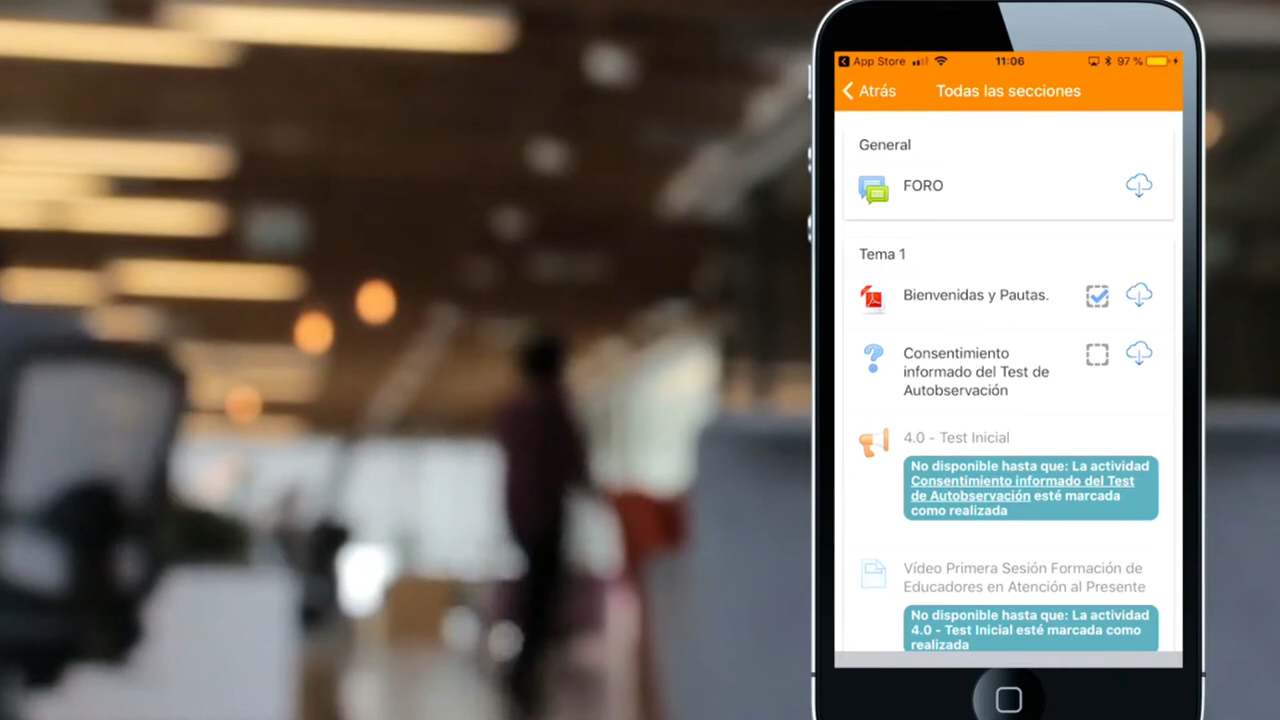 App Store 11:06 97 %
Atrás Todas las secciones
General
FORO
Tema 1
Bienvenidas y Pautas.
Consentimiento
informado del Test de
Autobservación
4.0 - Test Inicial
No disponible hasta que: La actividad
Consentimiento informado del Test
de Autobservación esté marcada
como realizada
Vídeo Primera Sesión Formación de
Educadores en Atención al Presente
No disponible hasta que: La actividad
4.0 - Test Inicial esté marcada como
realizada